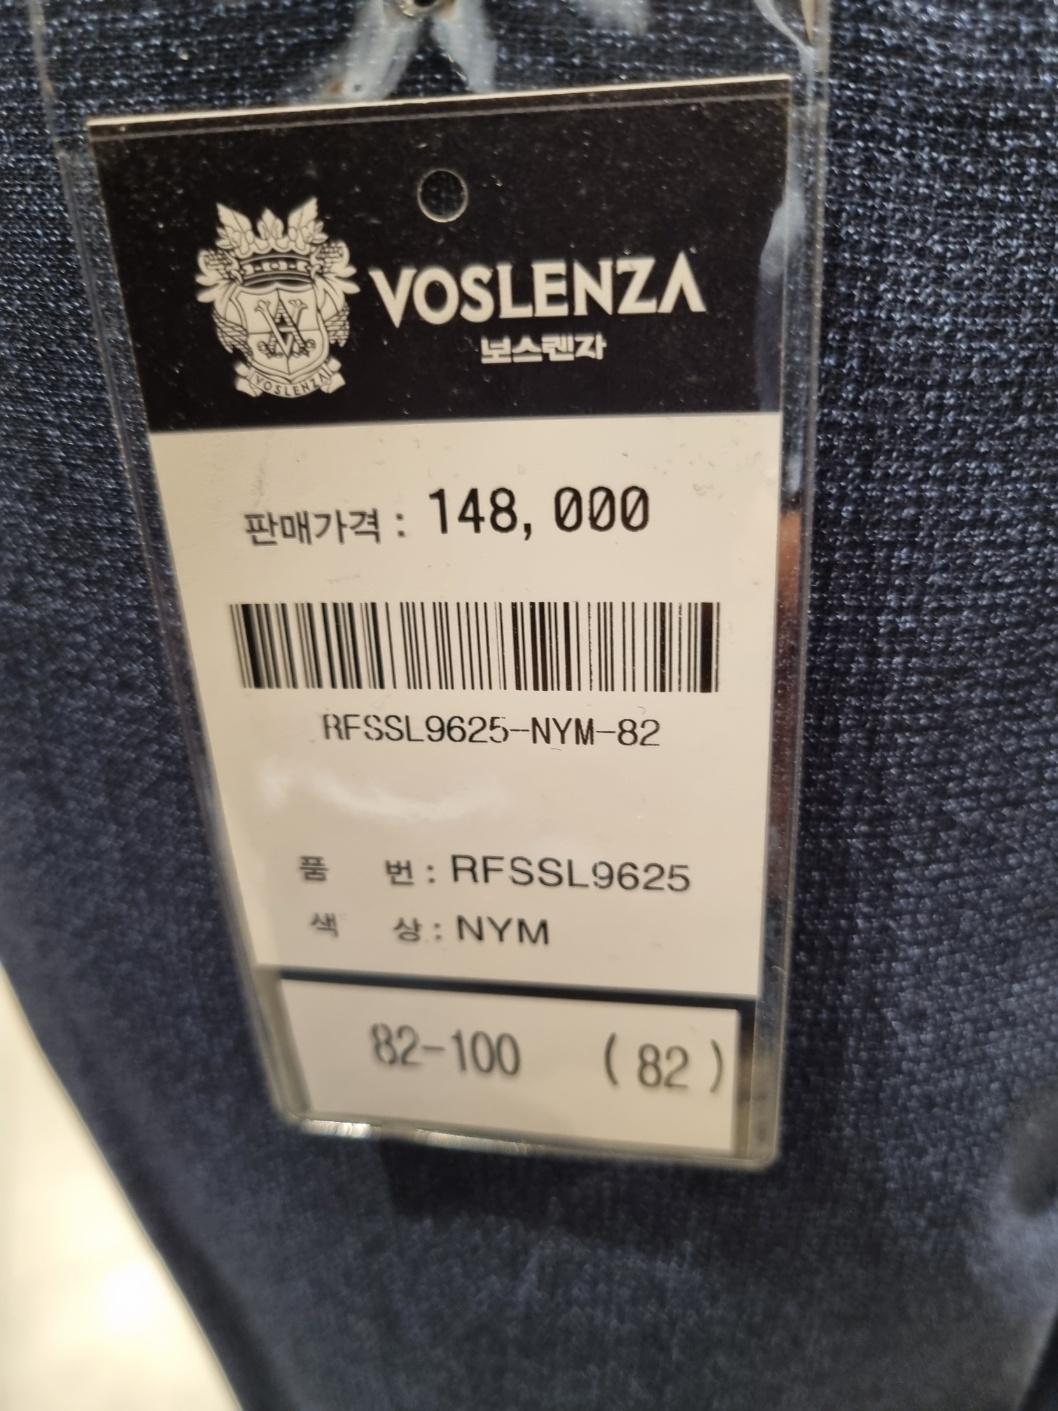 VOSLENZA
VOSLENZA
보스렌자
판매가격 : 148,000
RFSSL9625-NYM-82
품 번 : RFSSL9625
색 상 : NYM
82-100 ( 82 )